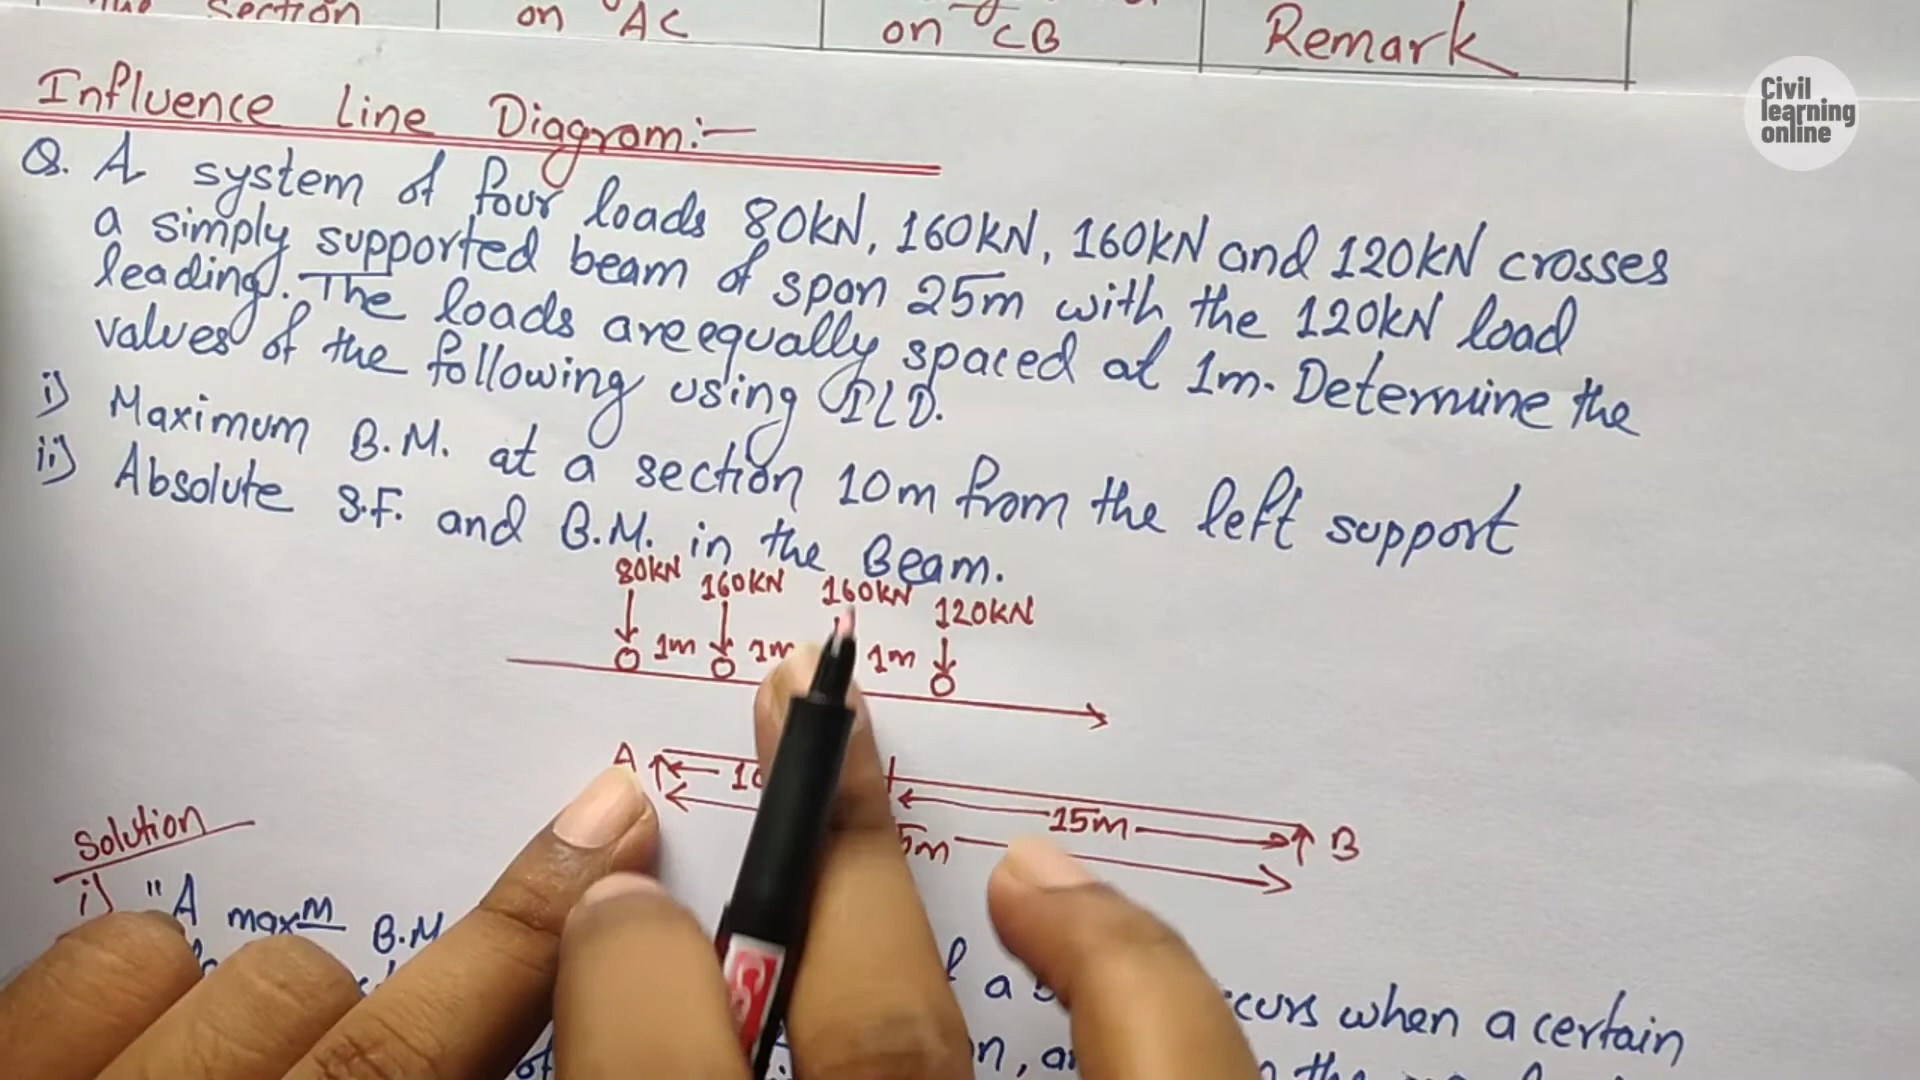 the section
on AC
on CB
Remark
Civil
learning
online
Influence Line Diagram:-
Q. A system of four loads 80kN, 160kN, 160kN and 120kN crosses
a simply supported beam of span 25m with the 120kN load
leading. The loads are equally spaced at 1m. Determine the
values of the following using ILD.
i) Maximum B.M. at a section 10m from the left support
ii) Absolute S.F. and B.M. in the Beam.
80kN 160kN 160kN 120kN
1m 1m 1m
A
15m
B
Solution
i) "A maxm B.M
a
when a certain